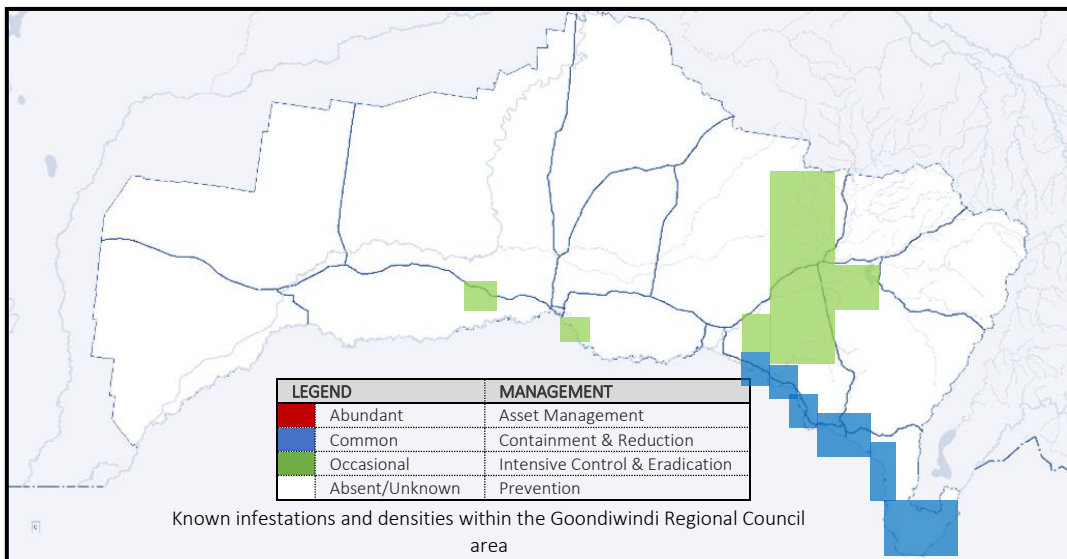 LEGEND MANAGEMENT
Abundant Asset Management
Common Containment & Reduction
Occasional Intensive Control & Eradication
Absent/Unknown Prevention
Known infestations and densities within the Goondiwindi Regional Council
area